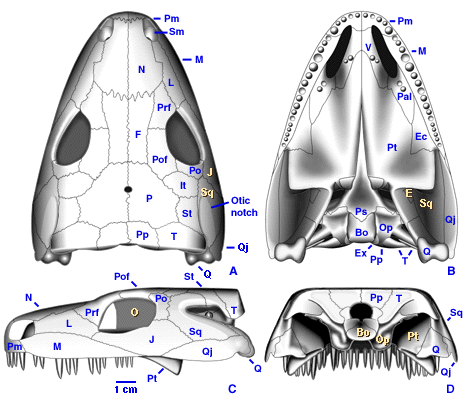 Pm
Sm
M
N
L
Prf
F
Pof
Po
J
It
Sq
P
St
Otic
notch
Pp
T
Qj
Q
A
Pm
V
M
Pal
Ec
Pt
E
Sq
Qj
Ps
Bo
Op
Ex
Pp
T
Q
B
St
Pof
N
Po
Prf
O
T
L
Sq
Pm
M
J
Qj
Q
Pt
1 cm
C
Pp
T
Sq
Bo
Op
Pt
Q
Qj
D